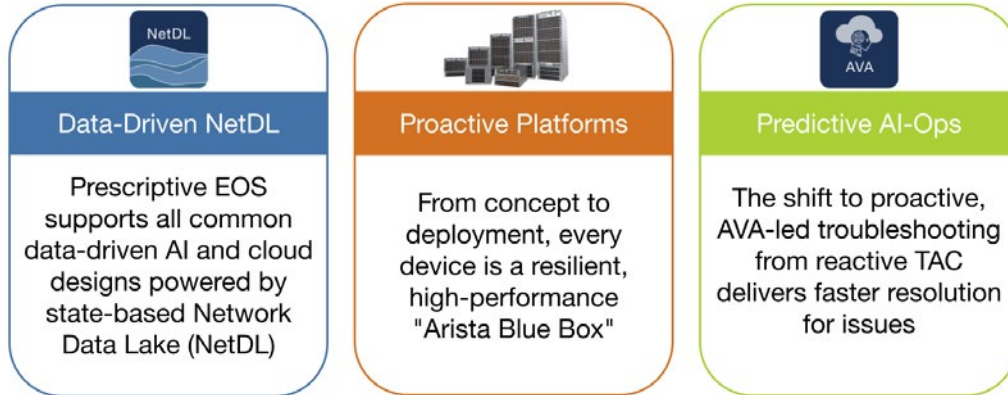 NetDL
Data-Driven NetDL
Prescriptive EOS
supports all common
data-driven AI and cloud
designs powered by
state-based Network
Data Lake (NetDL)
Proactive Platforms
From concept to
deployment, every
device is a resilient,
high-performance
"Arista Blue Box"
AVA
Predictive AI-Ops
The shift to proactive,
AVA-led troubleshooting
from reactive TAC
delivers faster resolution
for issues